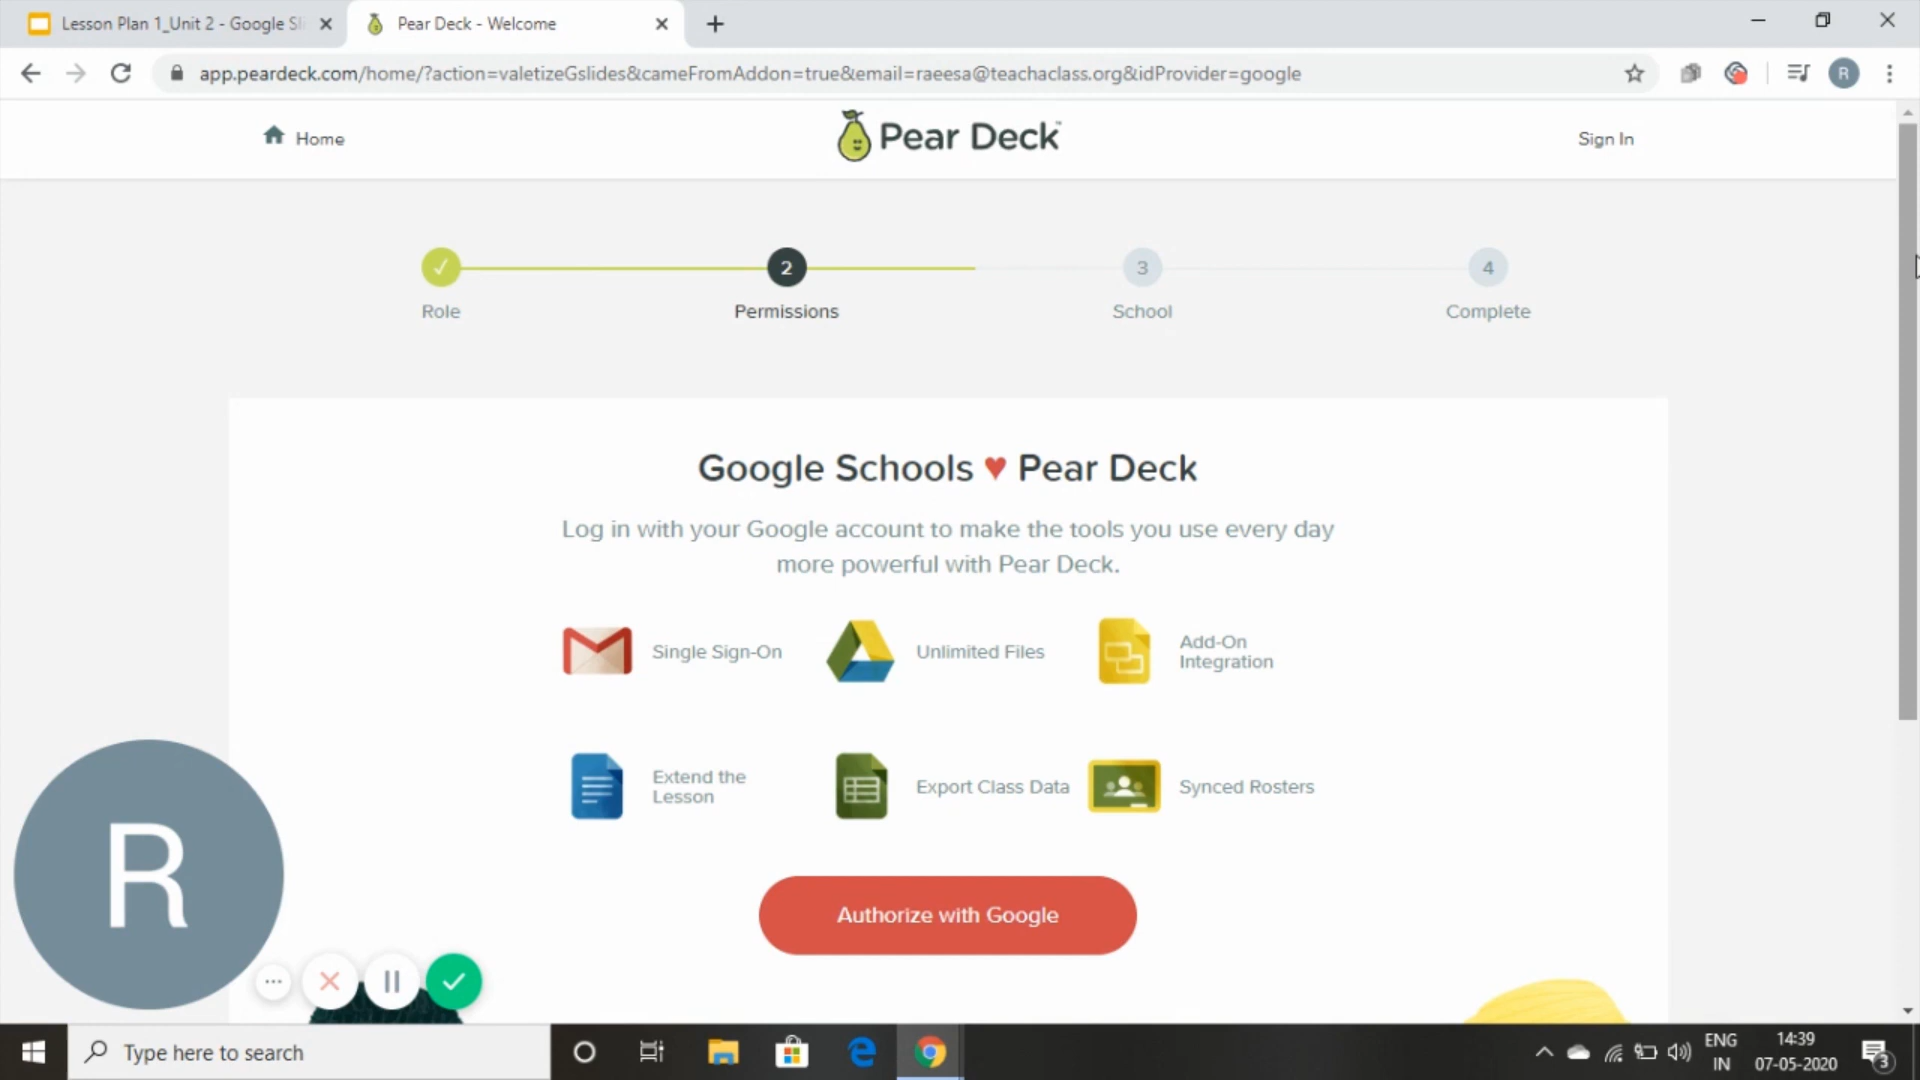 Lesson Plan 1_Unit 2 - Google Sli
Pear Deck - Welcome
app.peardeck.com/home/?action=valetizeGslides&cameFromAddon=true&email=raeesa@teachaclass.org&idProvider=google
R
Home
Pear Deck™
Sign In
2
3
4
Role
Permissions
School
Complete
Google Schools ♥ Pear Deck
Log in with your Google account to make the tools you use every day
more powerful with Pear Deck.
Single Sign-On
Unlimited Files
Add-On
Integration
Extend the
Lesson
Export Class Data
Synced Rosters
R
Authorize with Google
Type here to search
ENG
IN
14:39
07-05-2020
3